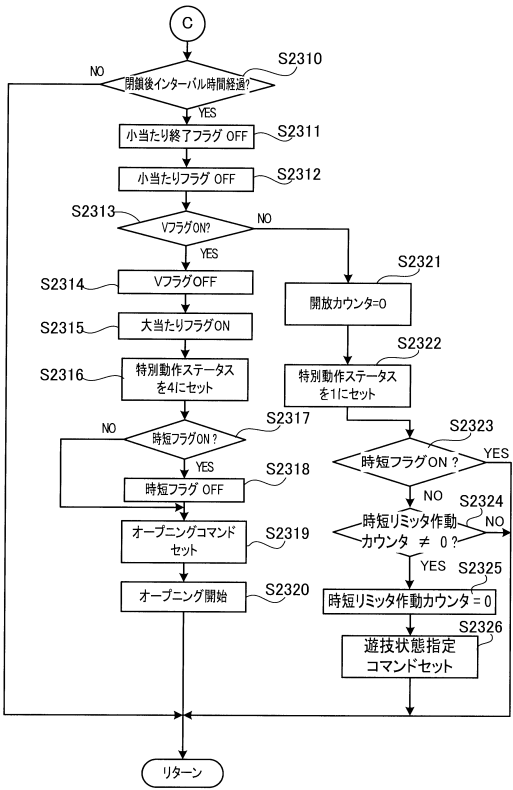 C
S2310
NO
閉鎖後インターバル時間経過?
YES
小当たり終了フラグ OFF
S2311
小当たりフラグ OFF
S2312
S2313
VフラグON?
NO
YES
S2314
VフラグOFF
S2315
大当たりフラグON
S2316
特別動作ステータス
を4にセット
NO
時短フラグON ?
S2317
YES
時短フラグ OFF
S2318
オープニングコマンド
セット
S2319
オープニング開始
S2320
S2321
開放カウンタ=0
S2322
特別動作ステータス
を1にセット
S2323
時短フラグON ?
YES
NO
S2324
時短リミッタ作動
カウンタ ≠ 0?
NO
YES
S2325
時短リミッタ作動カウンタ = 0
S2326
遊技状態指定
コマンドセット
リターン